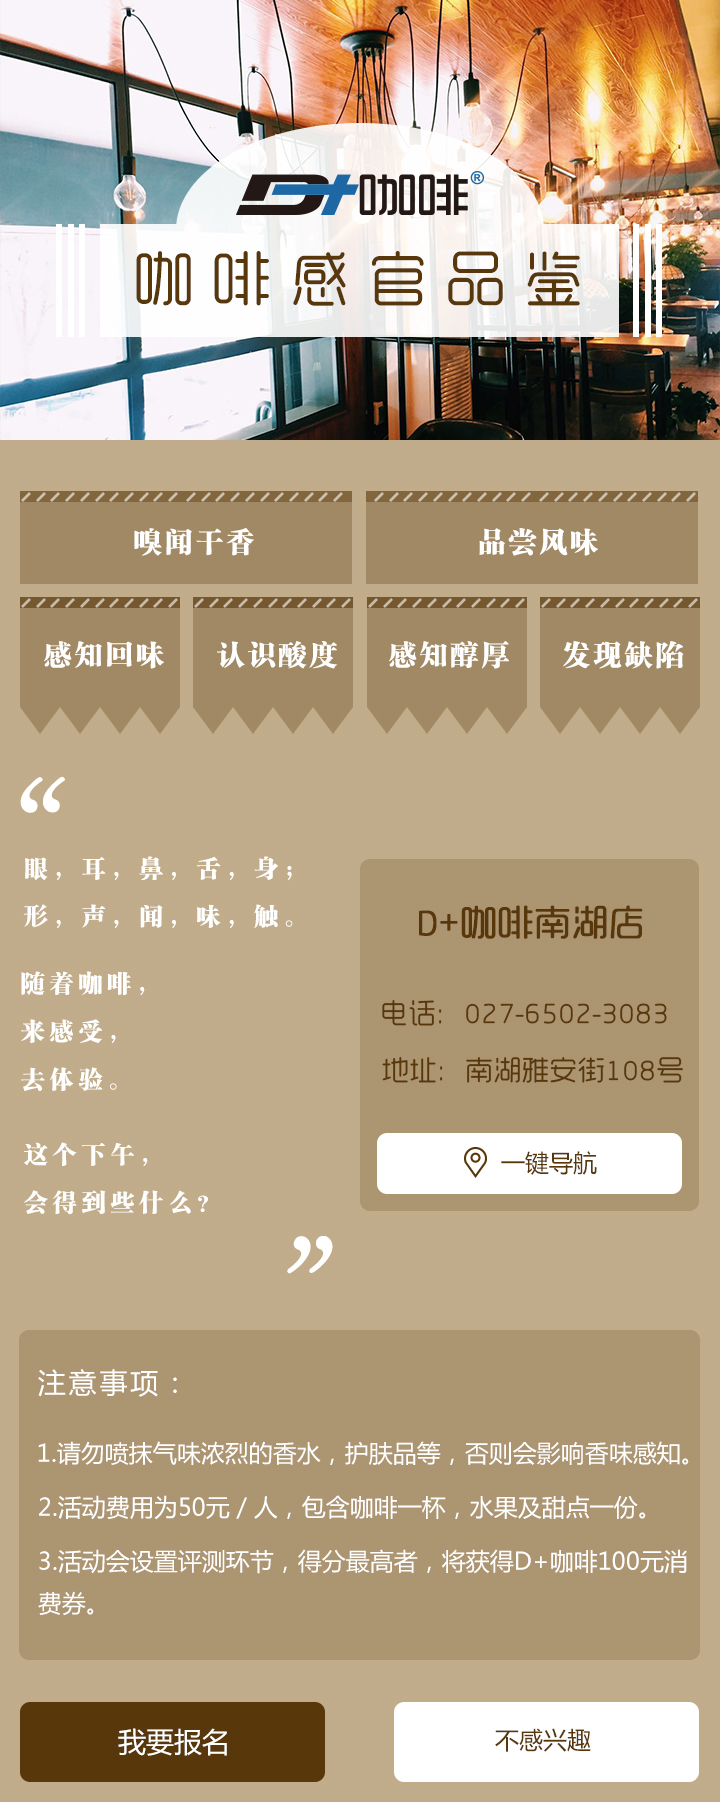 D+咖啡®
咖啡感官品鉴
嗅闻干香
品尝风味
感知回味
认识酸度
感知醇厚
发现缺陷
“
眼，耳，鼻，舌，身；
形，声，闻，味，触。
随着咖啡，
来感受，
去体验。
这个下午，
会得到些什么？
”
D+咖啡南湖店
电话：027-6502-3083
地址：南湖雅安街108号
一键导航
注意事项：
1.请勿喷抹气味浓烈的香水，护肤品等，否则会影响香味感知。
2.活动费用为50元／人，包含咖啡一杯，水果及甜点一份。
3.活动会设置评测环节，得分最高者，将获得D+咖啡100元消
费券。
我要报名
不感兴趣